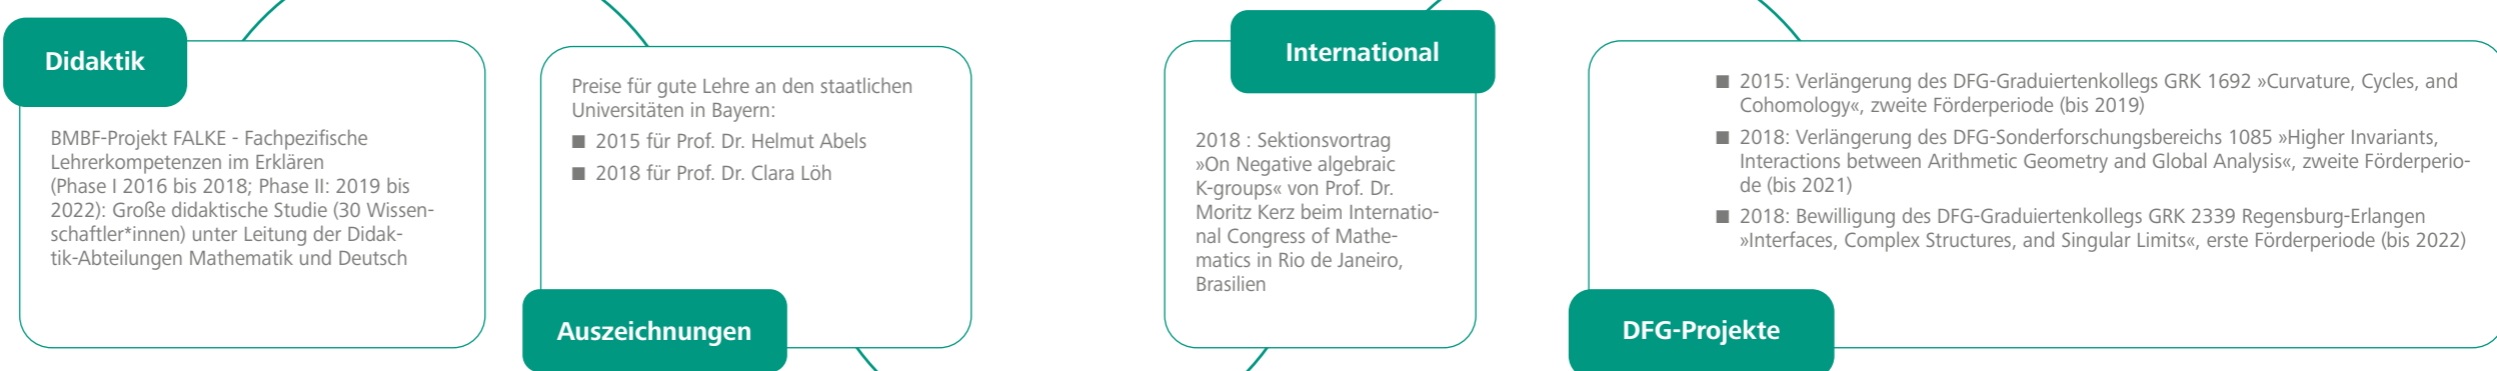 Didaktik
BMBF-Projekt FALKE - Fachpezifische
Lehrerkompetenzen im Erklären
(Phase I 2016 bis 2018; Phase II: 2019 bis
2022): Große didaktische Studie (30 Wissen-
schaftler*innen) unter Leitung der Didak-
tik-Abteilungen Mathematik und Deutsch
Preise für gute Lehre an den staatlichen
Universitäten in Bayern:
■ 2015 für Prof. Dr. Helmut Abels
■ 2018 für Prof. Dr. Clara Löh
Auszeichnungen
International
2018 : Sektionsvortrag
»On Negative algebraic
K-groups« von Prof. Dr.
Moritz Kerz beim Internatio-
nal Congress of Mathe-
matics in Rio de Janeiro,
Brasilien
■ 2015: Verlängerung des DFG-Graduiertenkollegs GRK 1692 »Curvature, Cycles, and
Cohomology«, zweite Förderperiode (bis 2019)
■ 2018: Verlängerung des DFG-Sonderforschungsbereichs 1085 »Higher Invariants,
Interactions between Arithmetic Geometry and Global Analysis«, zweite Förderperio-
de (bis 2021)
■ 2018: Bewilligung des DFG-Graduiertenkollegs GRK 2339 Regensburg-Erlangen
»Interfaces, Complex Structures, and Singular Limits«, erste Förderperiode (bis 2022)
DFG-Projekte